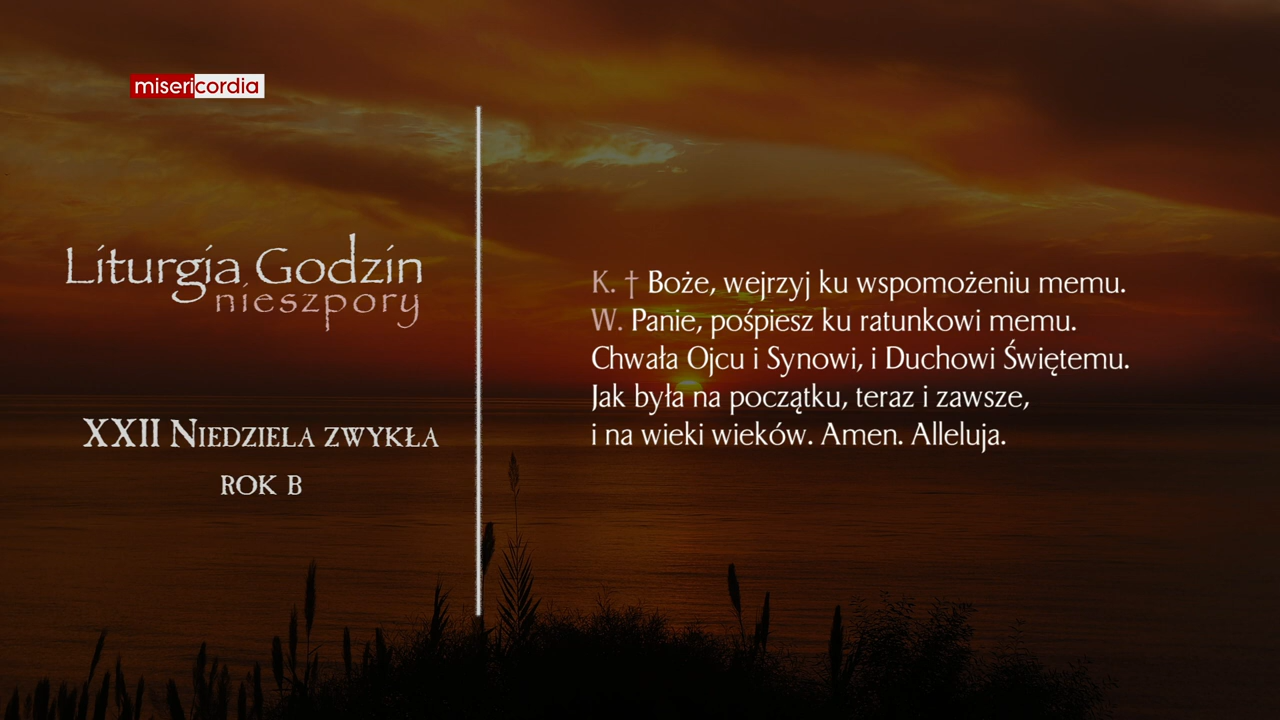 misericordia
Liturgia Godzin
nieszpory
XXII Niedziela zwykła
rok B
K. † Boże, wejrzyj ku wspomożeniu memu.
W. Panie, pośpiesz ku ratunkowi memu.
Chwała Ojcu i Synowi, i Duchowi Świętemu.
Jak była na początku, teraz i zawsze,
i na wieki wieków. Amen. Alleluja.